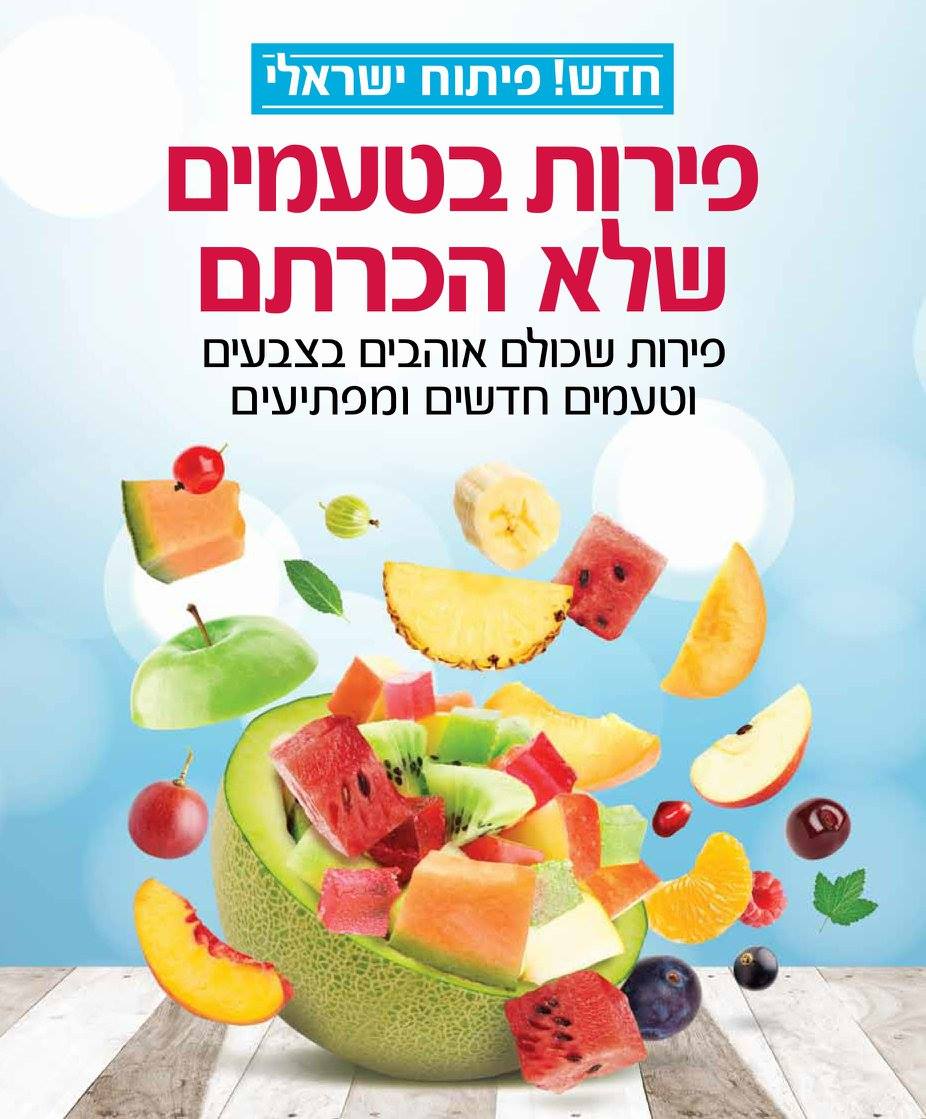 חדש! פיתוח ישראלי
פירות בטעמים
שלא הכרתם
פירות שכולם אוהבים בצבעים
וטעמים חדשים ומפתיעים